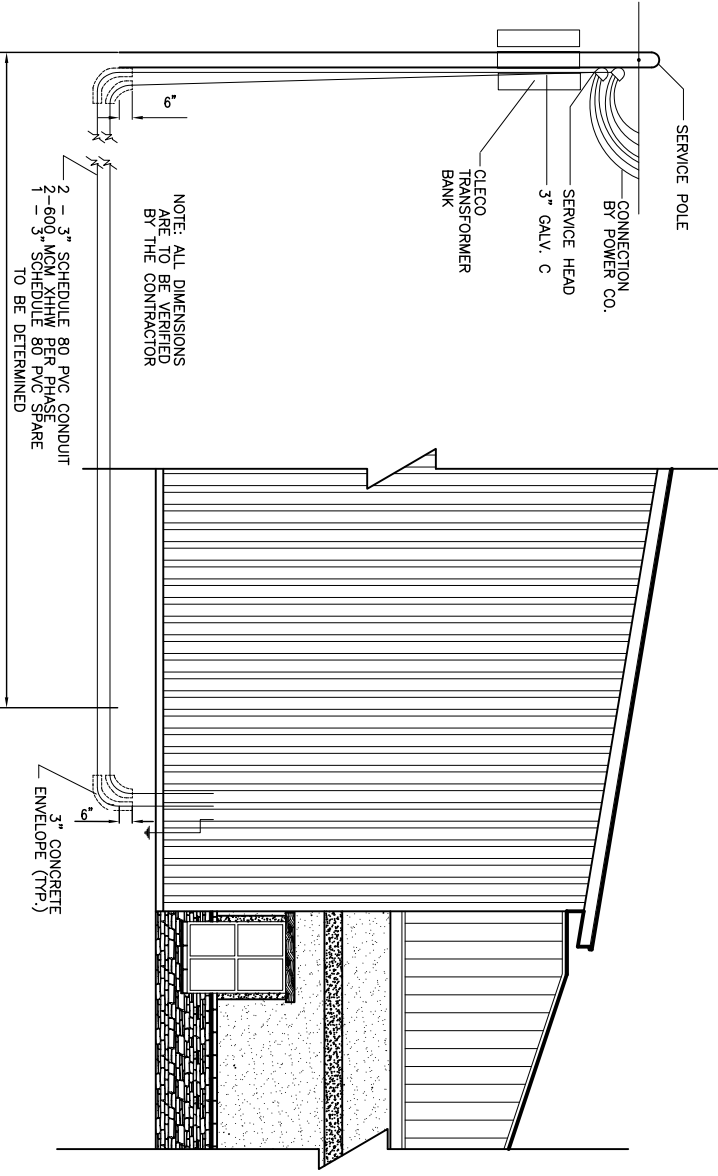 SERVICE POLE
CONNECTION
BY POWER CO.
SERVICE HEAD
3" GALV. C
CLECO
TRANSFORMER
BANK
6"
NOTE: ALL DIMENSIONS
ARE TO BE VERIFIED
BY THE CONTRACTOR
2 - 3" SCHEDULE 80 PVC CONDUIT
2-600 MCM XHHW PER PHASE
1 - 3" SCHEDULE 80 PVC SPARE
TO BE DETERMINED
6"
3" CONCRETE
ENVELOPE (TYP.)